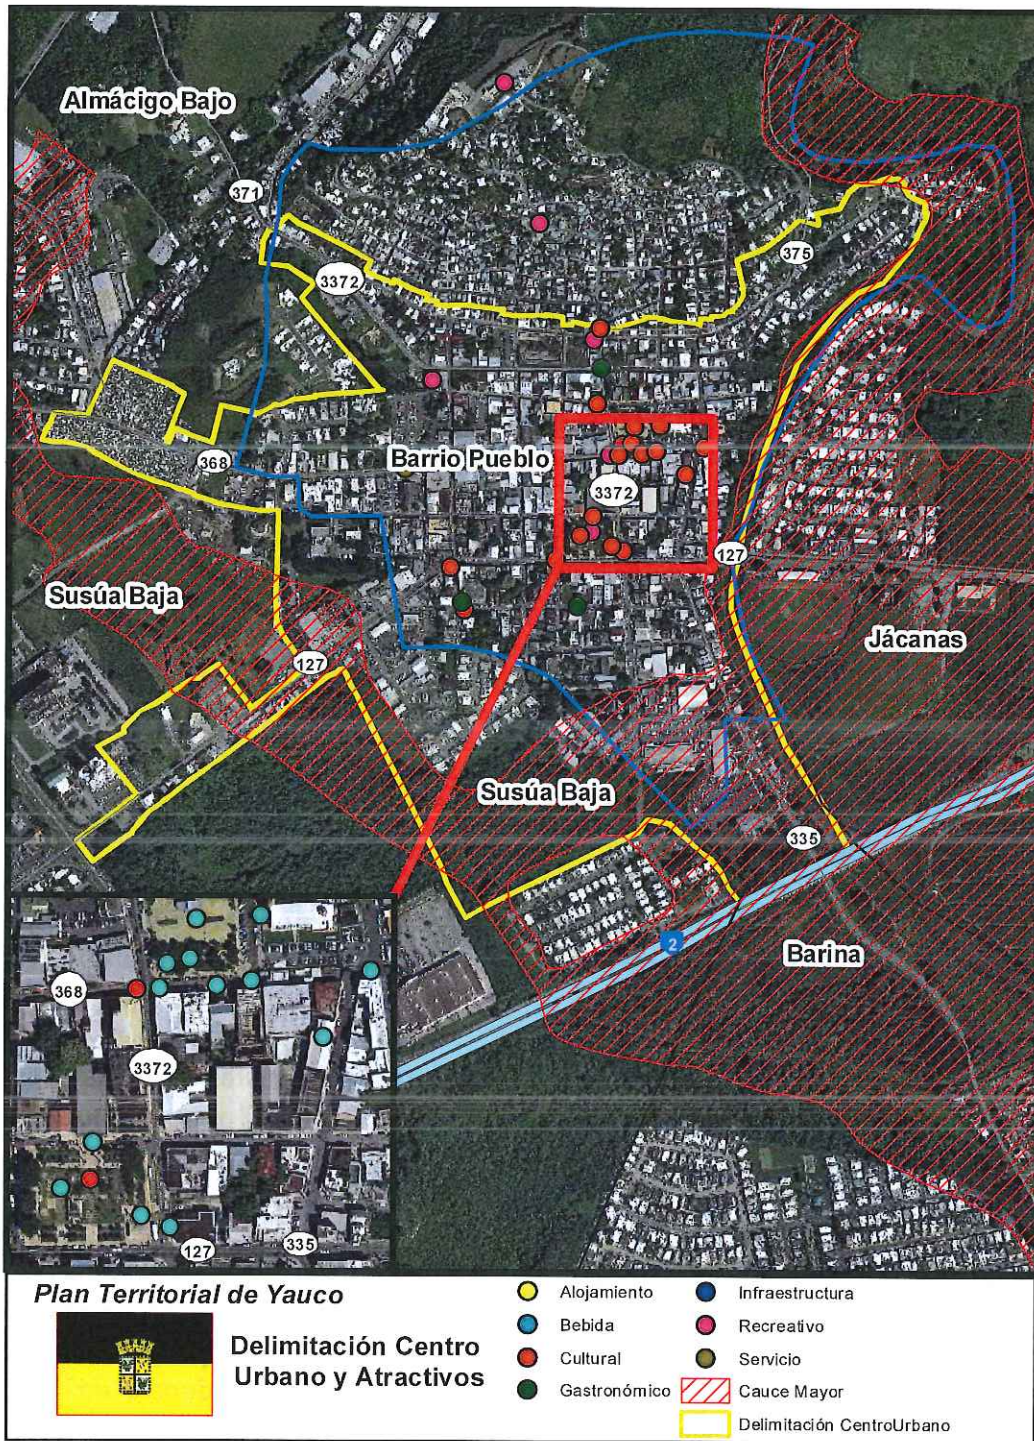 Almácigo Bajo
371
3372
375
Barrio Pueblo
368
3372
127
Susúa Baja
Jácanas
127
Susúa Baja
335
2
Barina
368
3372
127
335
Plan Territorial de Yauco
Delimitación Centro
Urbano y Atractivos
Alojamiento
Bebida
Cultural
Gastronómico
Infraestructura
Recreativo
Servicio
Cauce Mayor
Delimitación CentroUrbano